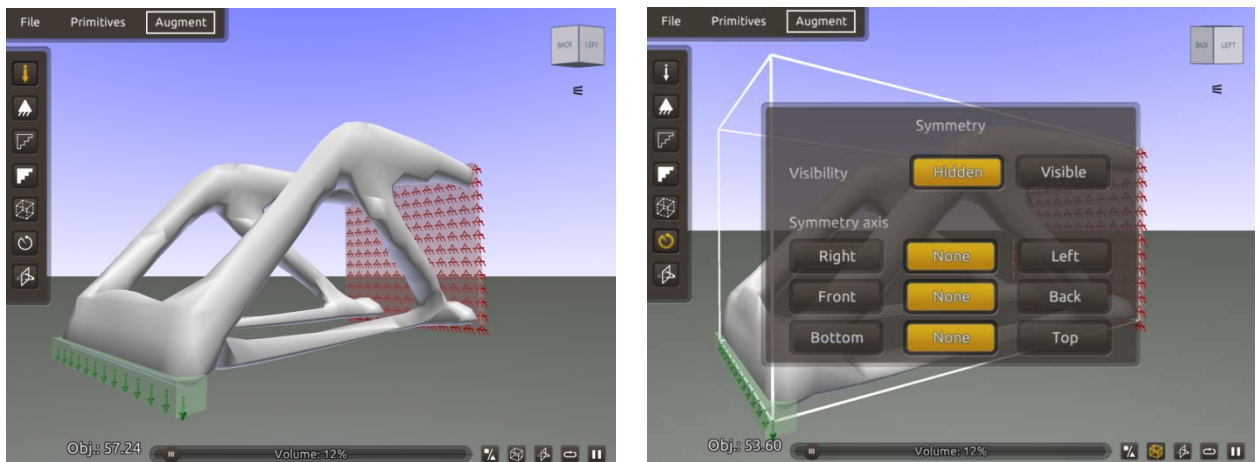 File Primitives Augment
BACK LEFT
Obj.: 57.24
Volume: 12%
File Primitives Augment
BACK LEFT
Symmetry
Visibility Hidden Visible
Symmetry axis
Right None Left
Front None Back
Bottom None Top
Obj.: 53.60
Volume: 12%